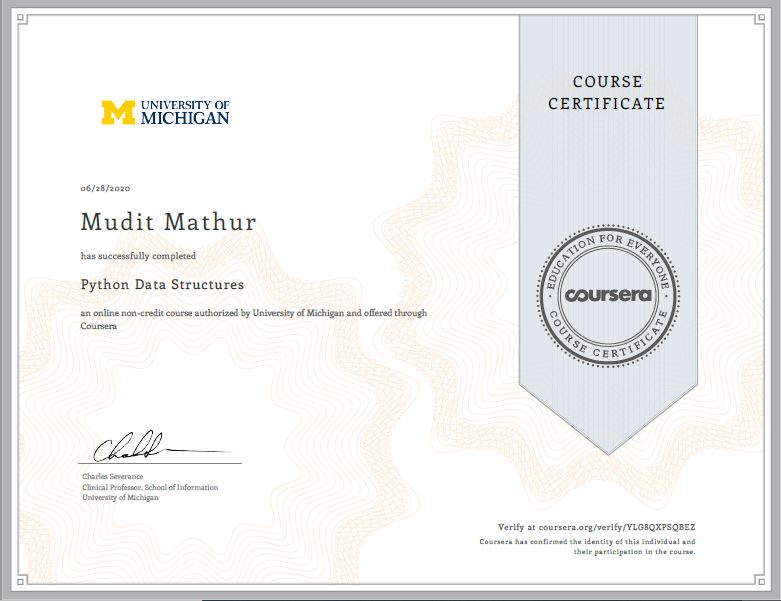 COURSE
CERTIFICATE
UNIVERSITY OF
MICHIGAN
06/28/2020
Mudit Mathur
has successfully completed
Python Data Structures
an online non-credit course authorized by University of Michigan and offered through
Coursera
EDUCATION FOR EVERYONE
coursera
COURSE CERTIFICATE
Charles Severance
Clinical Professor, School of Information
University of Michigan
Verify at coursera.org/verify/YLG8QXPSQBEZ
Coursera has confirmed the identity of this individual and
their participation in the course.